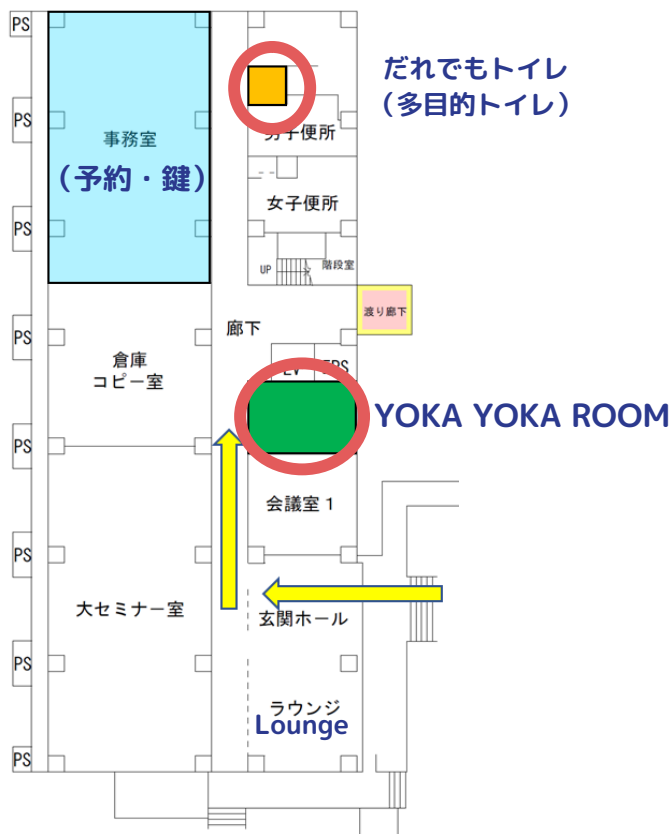 PS
だれでもトイレ
（多目的トイレ）
PS
事務室
（予約・鍵）
男子便所
女子便所
PS
UP
階段室
渡り廊下
廊下
PS
倉庫
コピー室
EV
EPS
YOKA YOKA ROOM
PS
会議室１
PS
大セミナー室
玄関ホール
PS
ラウンジ
Lounge
PS